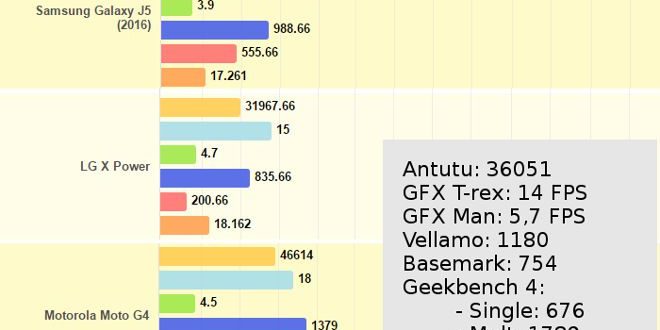 3.9
Samsung Galaxy J5
(2016)
988.66
555.66
17.261
31967.66
15
LG X Power
4.7
835.66
200.66
18.162
46614
18
Motorola Moto G4
4.5
1379
Antutu: 36051
GFX T-rex: 14 FPS
GFX Man: 5,7 FPS
Vellamo: 1180
Basemark: 754
Geekbench 4:
- Single: 676